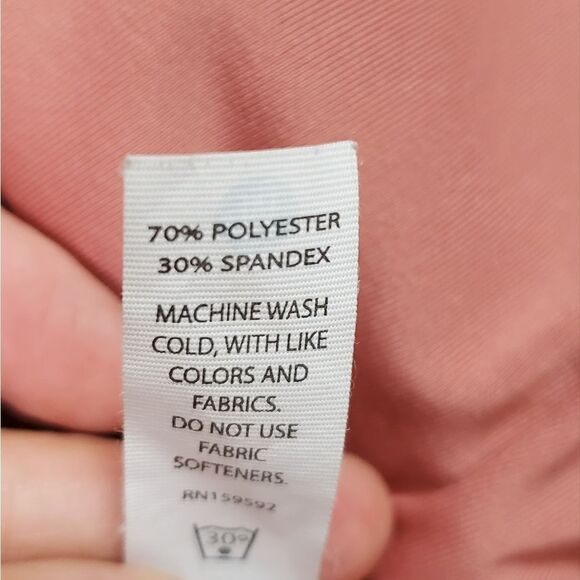 70% POLYESTER
30% SPANDEX
MACHINE WASH
COLD, WITH LIKE
COLORS AND
FABRICS.
DO NOT USE
FABRIC
SOFTENERS.
RN159592
30°